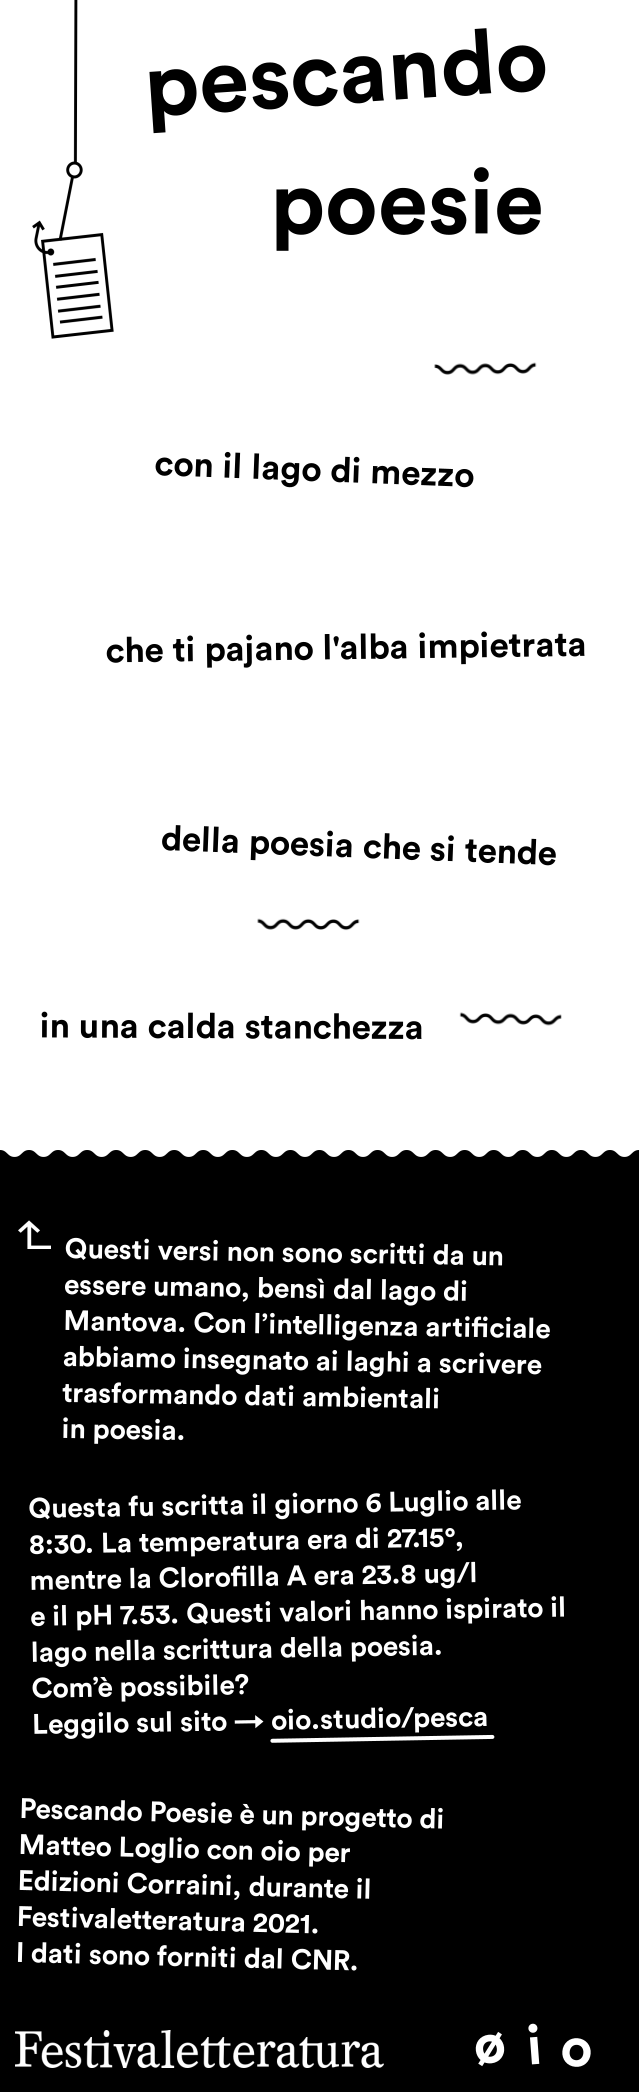 pescando
poesie
con il lago di mezzo
che ti pajano l'alba impietrata
della poesia che si tende
in una calda stanchezza
Questi versi non sono scritti da un
essere umano, bensì dal lago di
Mantova. Con l’intelligenza artificiale
abbiamo insegnato ai laghi a scrivere
trasformando dati ambientali
in poesia.
Questa fu scritta il giorno 6 Luglio alle
8:30. La temperatura era di 27.15°,
mentre la Clorofilla A era 23.8 ug/l
e il pH 7.53. Questi valori hanno ispirato il
lago nella scrittura della poesia.
Com’è possibile?
Leggilo sul sito → oio.studio/pesca
Pescando Poesie è un progetto di
Matteo Loglio con oio per
Edizioni Corraini, durante il
Festivaletteratura 2021.
I dati sono forniti dal CNR.
Festivaletteratura ø i o